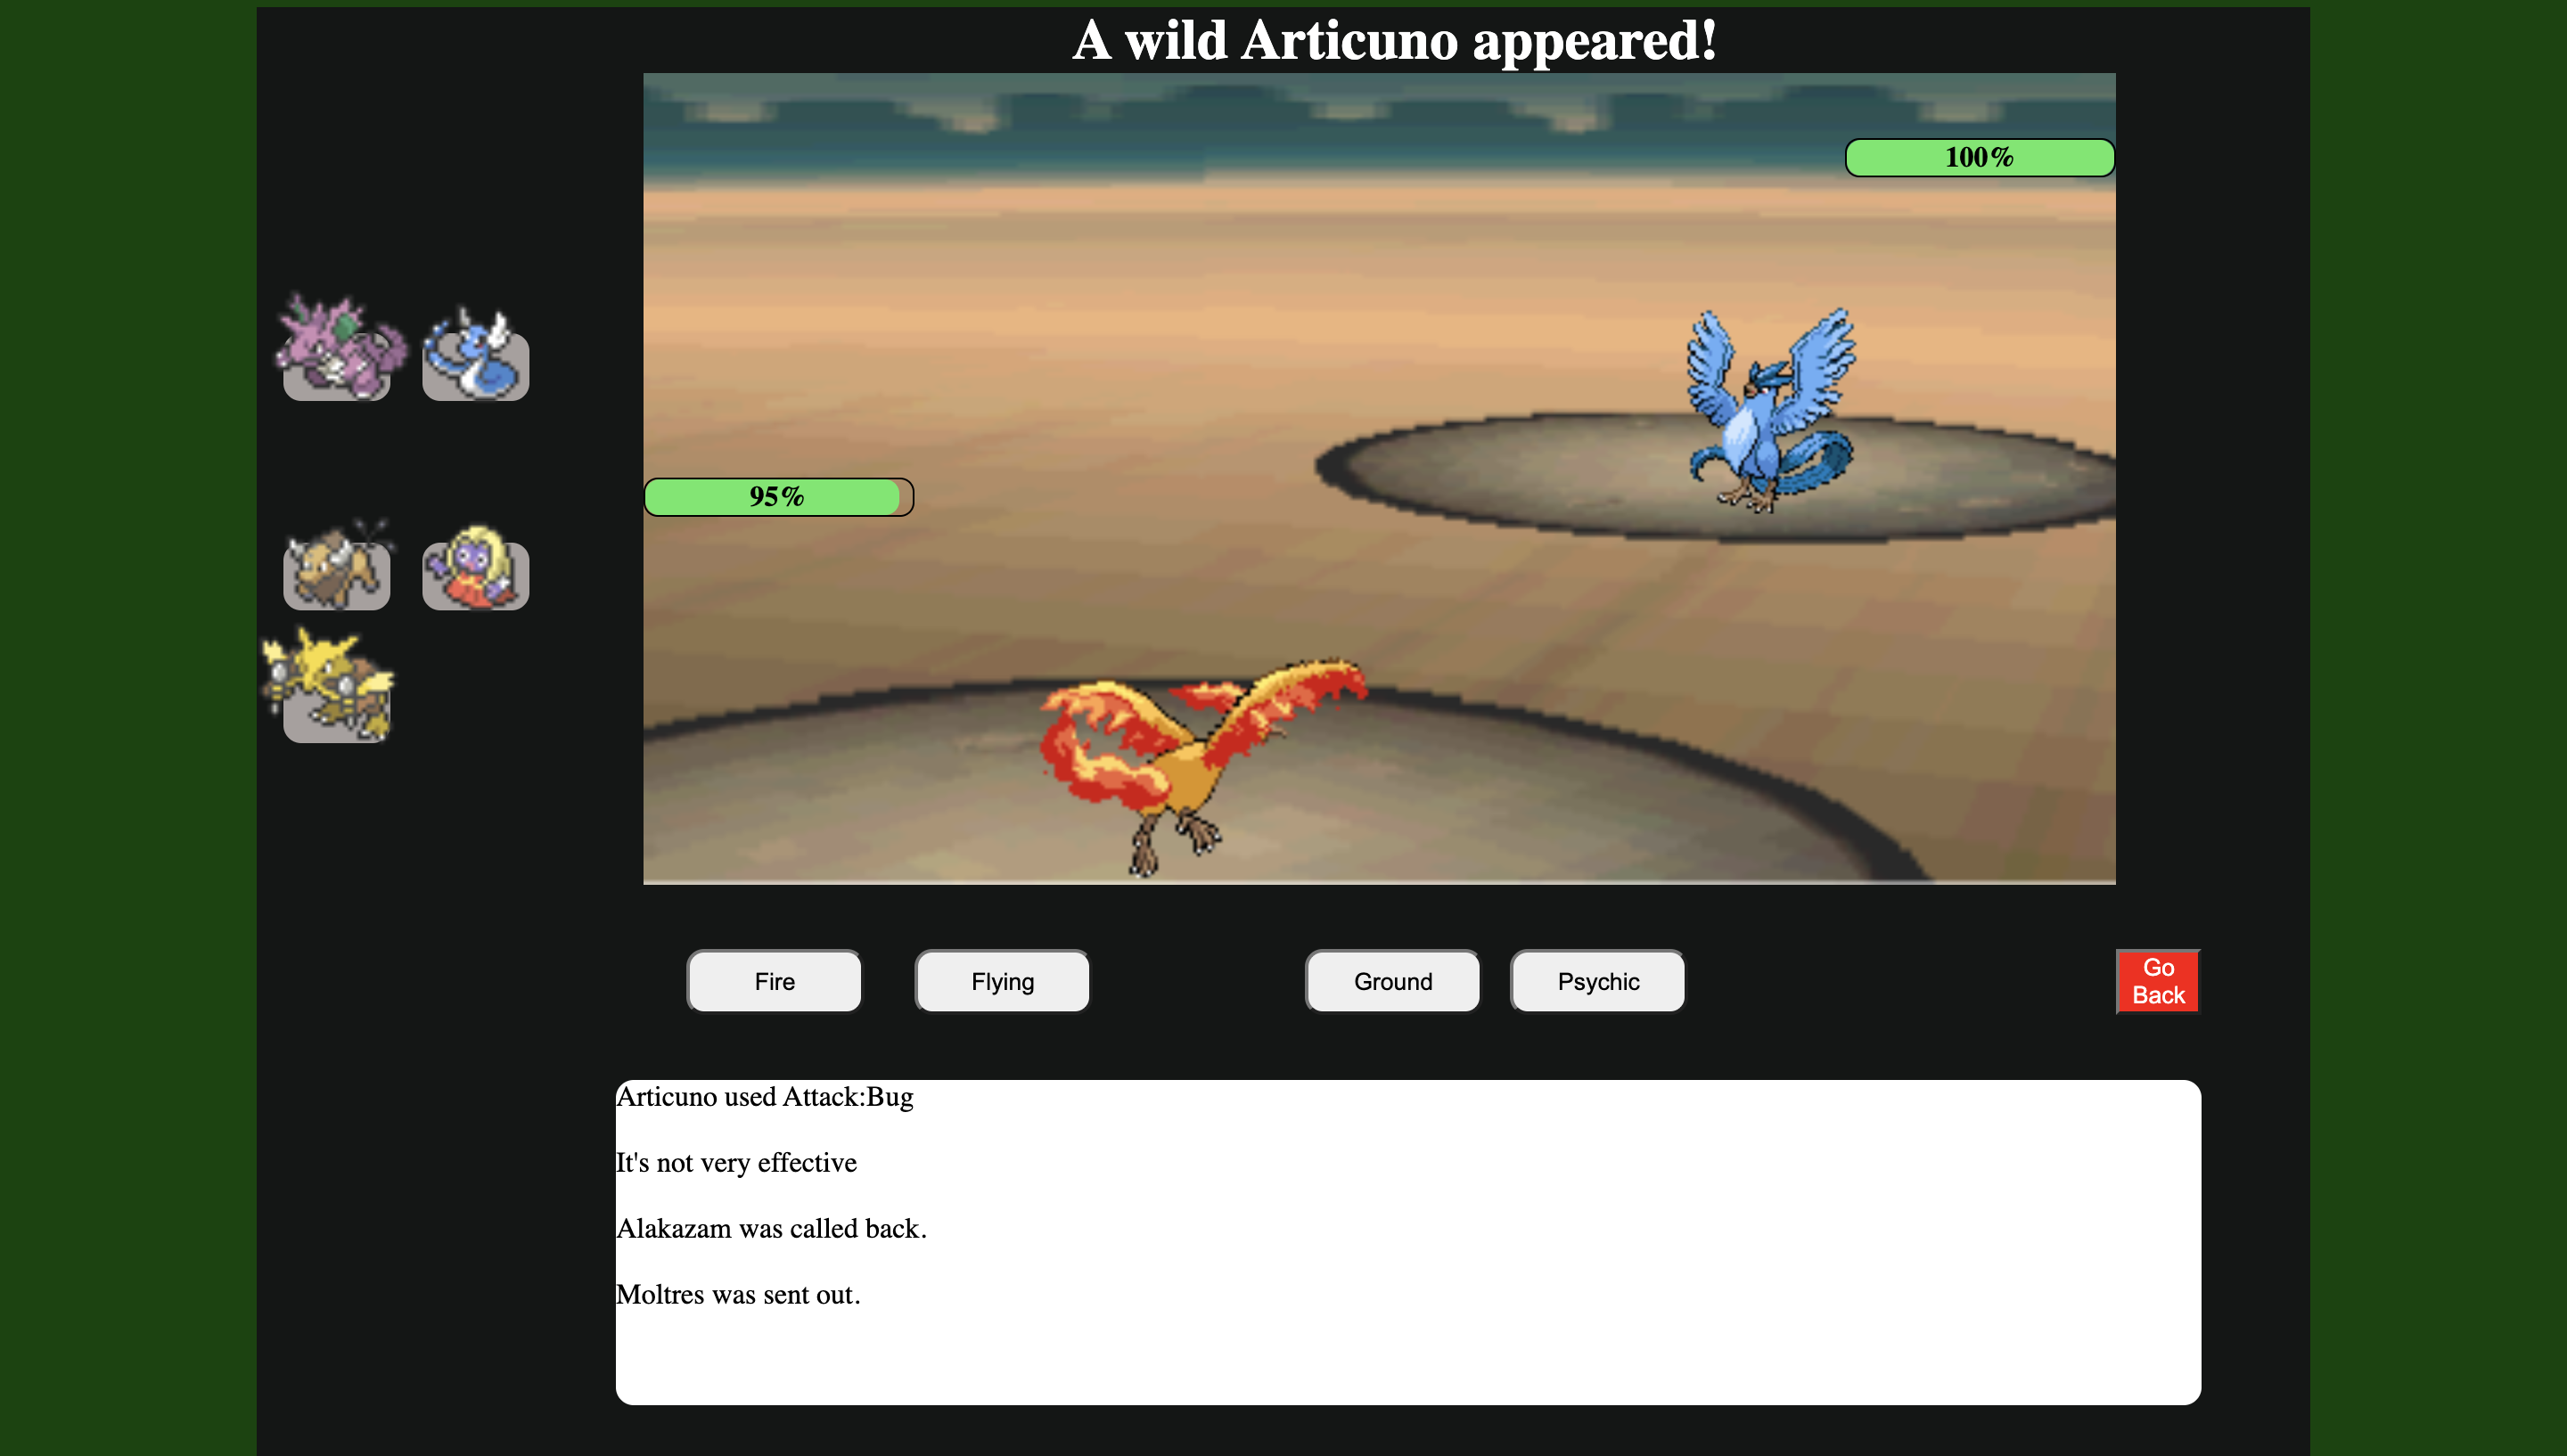 A wild Articuno appeared!
100%
95%
Fire
Flying
Ground
Psychic
Go
Back
Articuno used Attack:Bug
It's not very effective
Alakazam was called back.
Moltres was sent out.